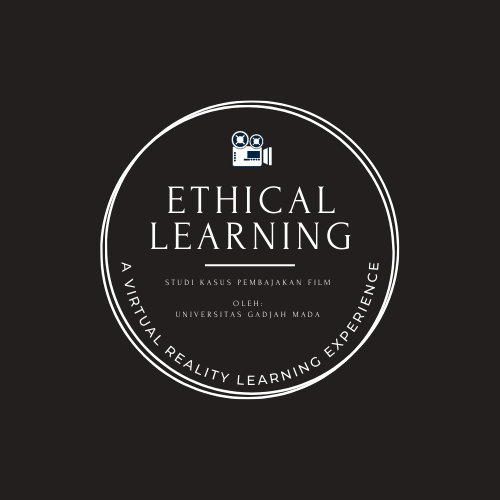 ETHICAL
LEARNING
STUDI KASUS PEMBAJAKAN FILM
OLEH:
UNIVERSITAS GADJAH MADA
A VIRTUAL REALITY LEARNING EXPERIENCE